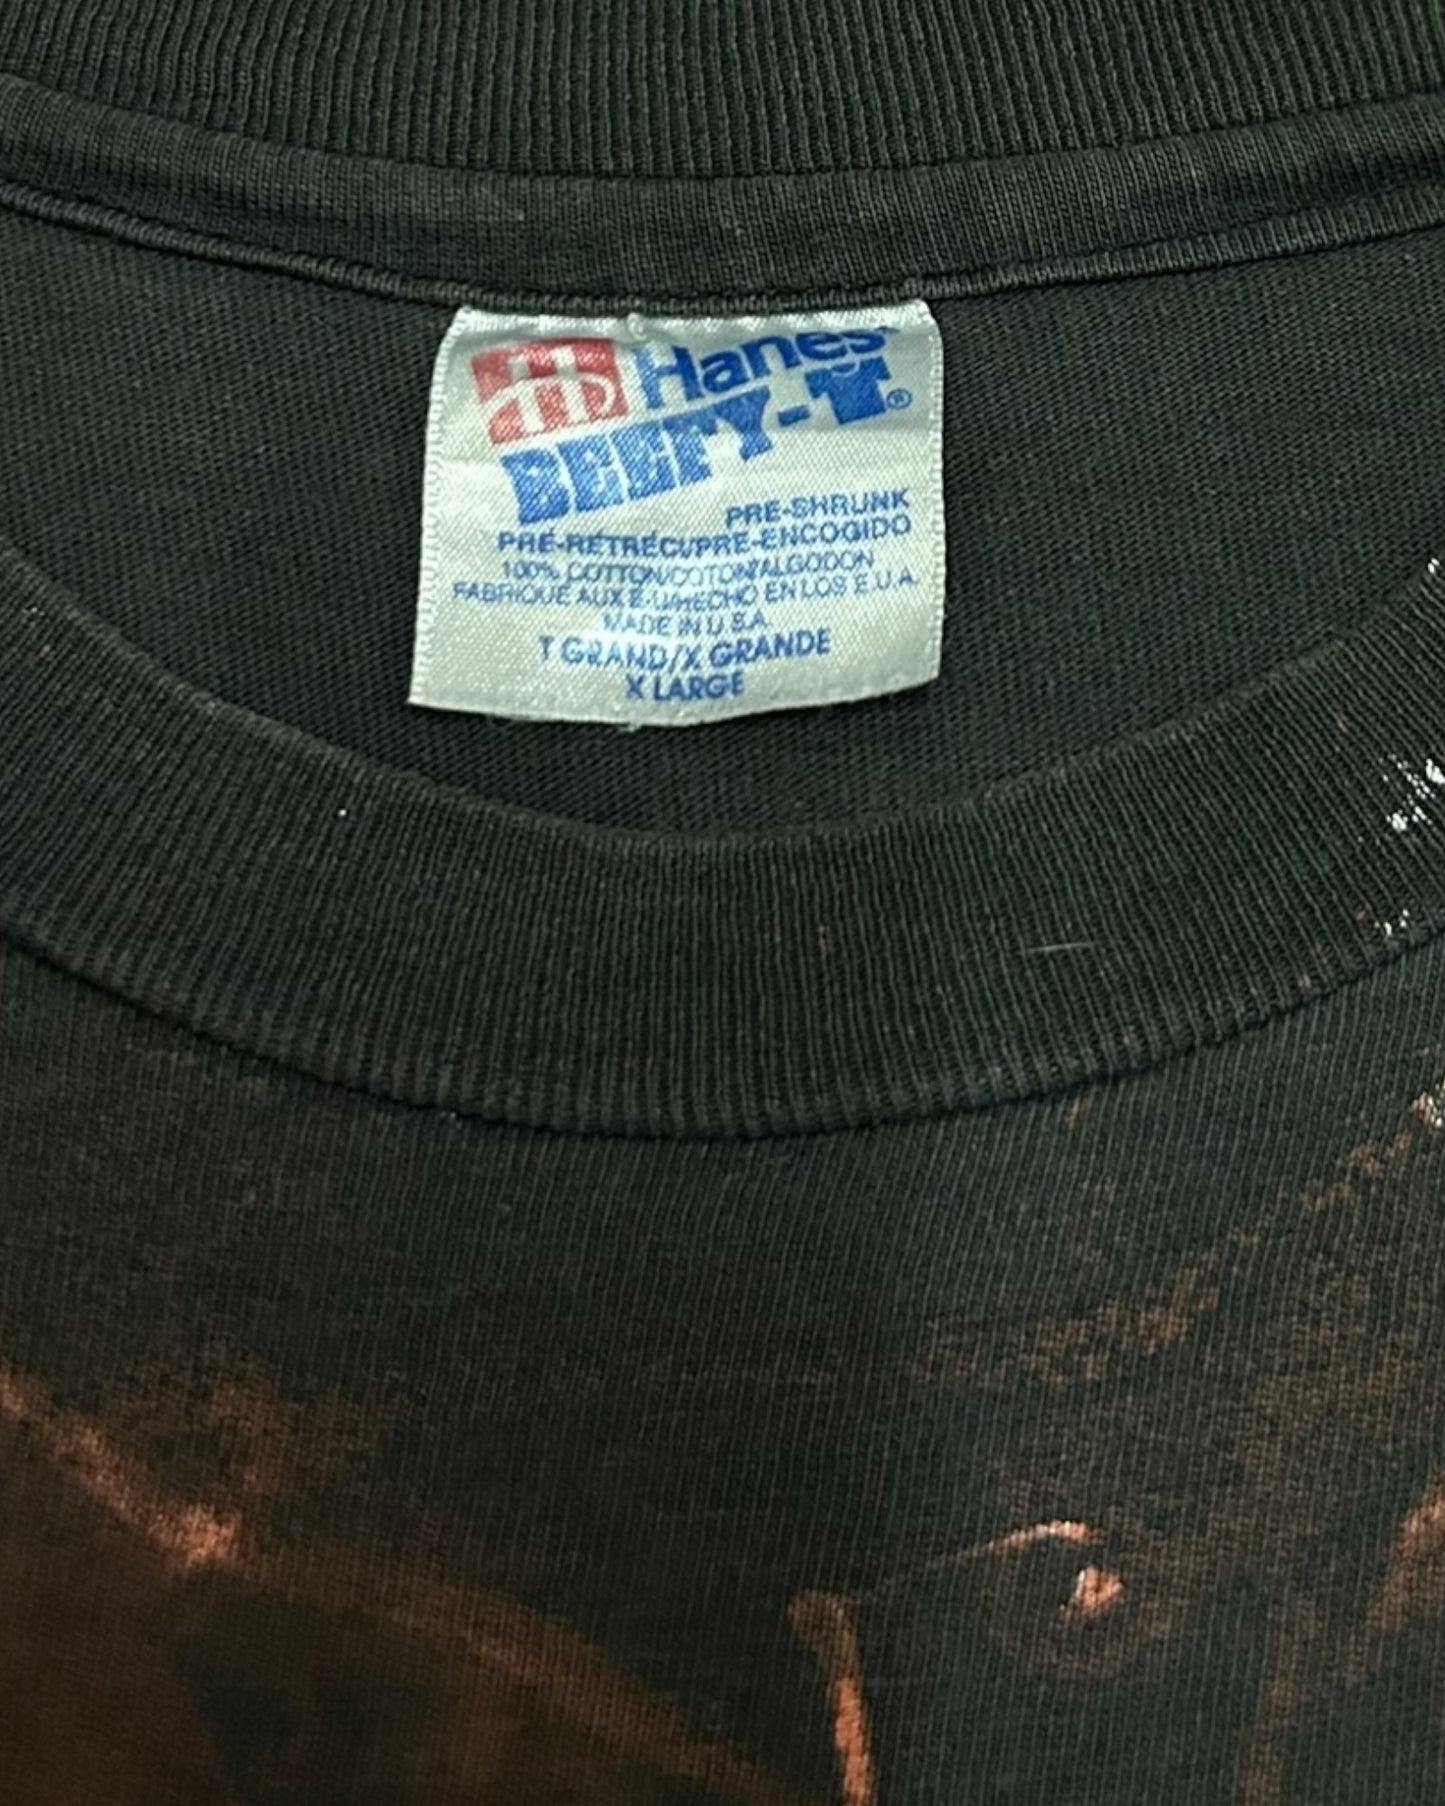 Hanes
BEEFY-T®
PRE-SHRUNK
PRÉ-RÉTRÉCI/PRE-ENCOGIDO
100% COTTON/COTON/ALGODON
FABRIQUÉ AUX É-U/HECHO EN LOS E.U.A.
MADE IN U.S.A.
T GRAND/X GRANDE
X LARGE